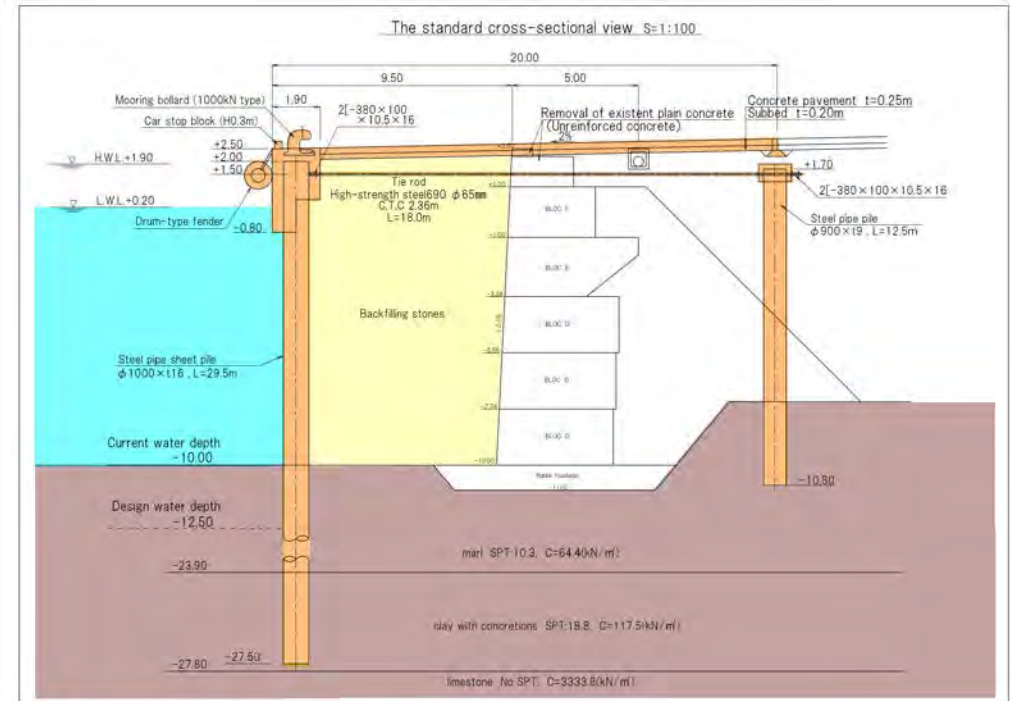 The standard cross-sectional view S=1:100
20.00
9.50
5.00
Mooring bollard (1000kN type)
1.90
2[-380×100
×10.5×16
Car stop block (H0.3m)
Removal of existent plain concrete
(Unreinforced concrete)
Concrete pavement t=0.25m
Subbed t=0.20m
2%
+2.50
H.W.L.+1.90
+2.00
+1.50
+1.70
Tie rod
High-strength steel690 φ65mm
C.T.C 2.36m
L=18.0m
2[-380×100×10.5×16
L.W.L.+0.20
Drum-type fender
-0.80
BLOC F
Steel pipe pile
φ900×t9, L=12.5m
BLOC E
Backfilling stones
BLOC D
Steel pipe sheet pile
φ1000×t16, L=29.5m
BLOC D
BLOC D
Current water depth
-10.00
-10.80
Design water depth
-12.50
marl SPT:10.3, C=64.4(kN/㎡)
-23.90
clay with concretions SPT:18.8, C=117.5(kN/㎡)
-27.50
-27.80
limestone No SPT, C=3333.8(kN/㎡)